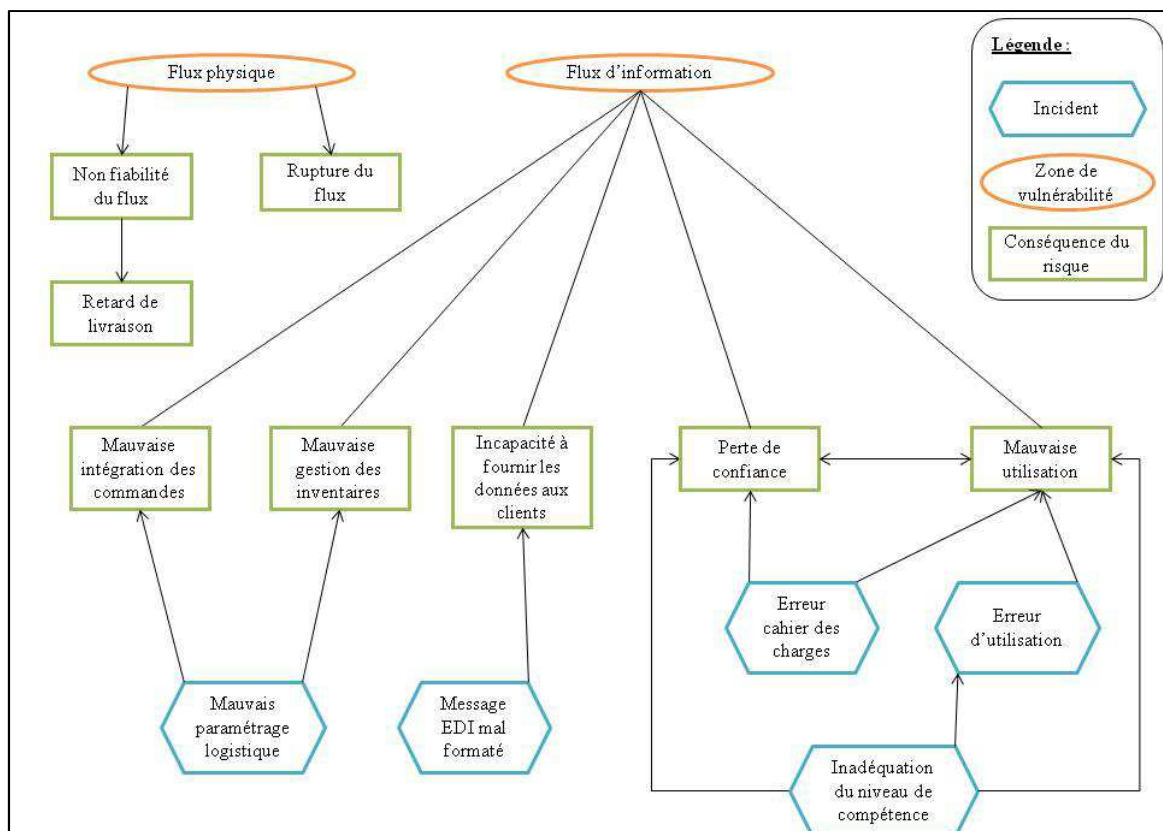 Flux physique
Flux d'information
Légende :
Incident
Zone de
vulnérabilité
Conséquence du
risque
Non fiabilité
du flux
Rupture du
flux
Retard de
livraison
Mauvaise
intégration des
commandes
Mauvaise
gestion des
inventaires
Incapacité à
fournir les
données aux
clients
Perte de
confiance
Mauvaise
utilisation
Erreur
cahier des
charges
Erreur
d'utilisation
Mauvais
paramétrage
logistique
Message
EDI mal
formaté
Inadéquation
du niveau de
compétence